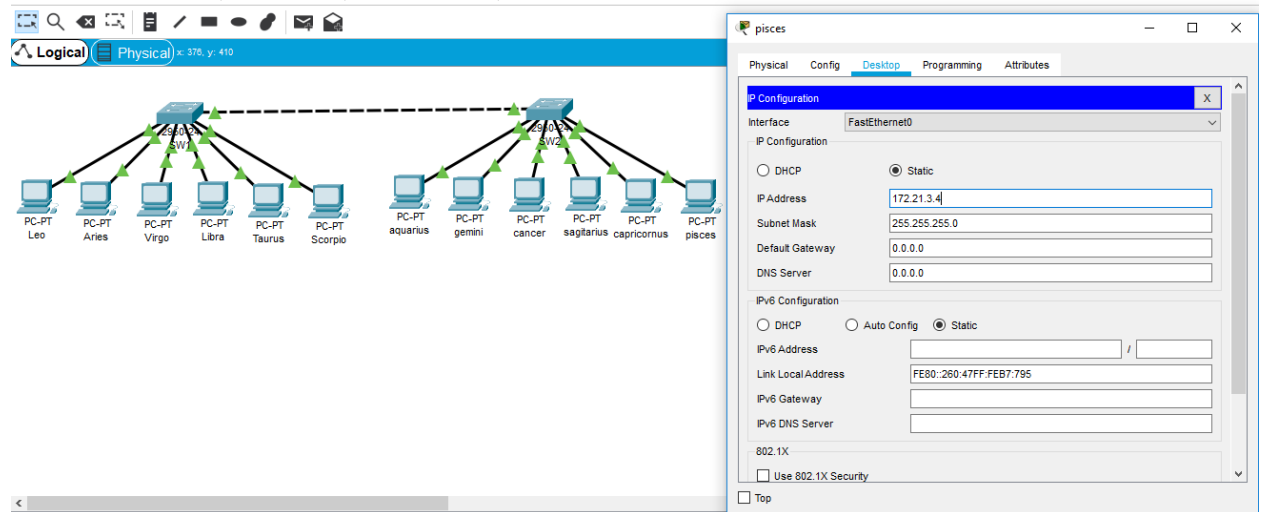 Logical
Physical x: 376, y: 410
2950-24
SW1
2950-24
SW2
PC-PT
Leo
PC-PT
Aries
PC-PT
Virgo
PC-PT
Libra
PC-PT
Taurus
PC-PT
Scorpio
PC-PT
aquarius
PC-PT
gemini
PC-PT
cancer
PC-PT
sagitarius
PC-PT
capricornus
PC-PT
pisces
pisces
Physical Config Desktop Programming Attributes
IP Configuration X
Interface FastEthernet0
IP Configuration
DHCP Static
IP Address 172.21.3.4
Subnet Mask 255.255.255.0
Default Gateway 0.0.0.0
DNS Server 0.0.0.0
IPv6 Configuration
DHCP Auto Config Static
IPv6 Address /
Link Local Address FE80::260:47FF:FEB7:795
IPv6 Gateway
IPv6 DNS Server
802.1X
Use 802.1X Security
Top